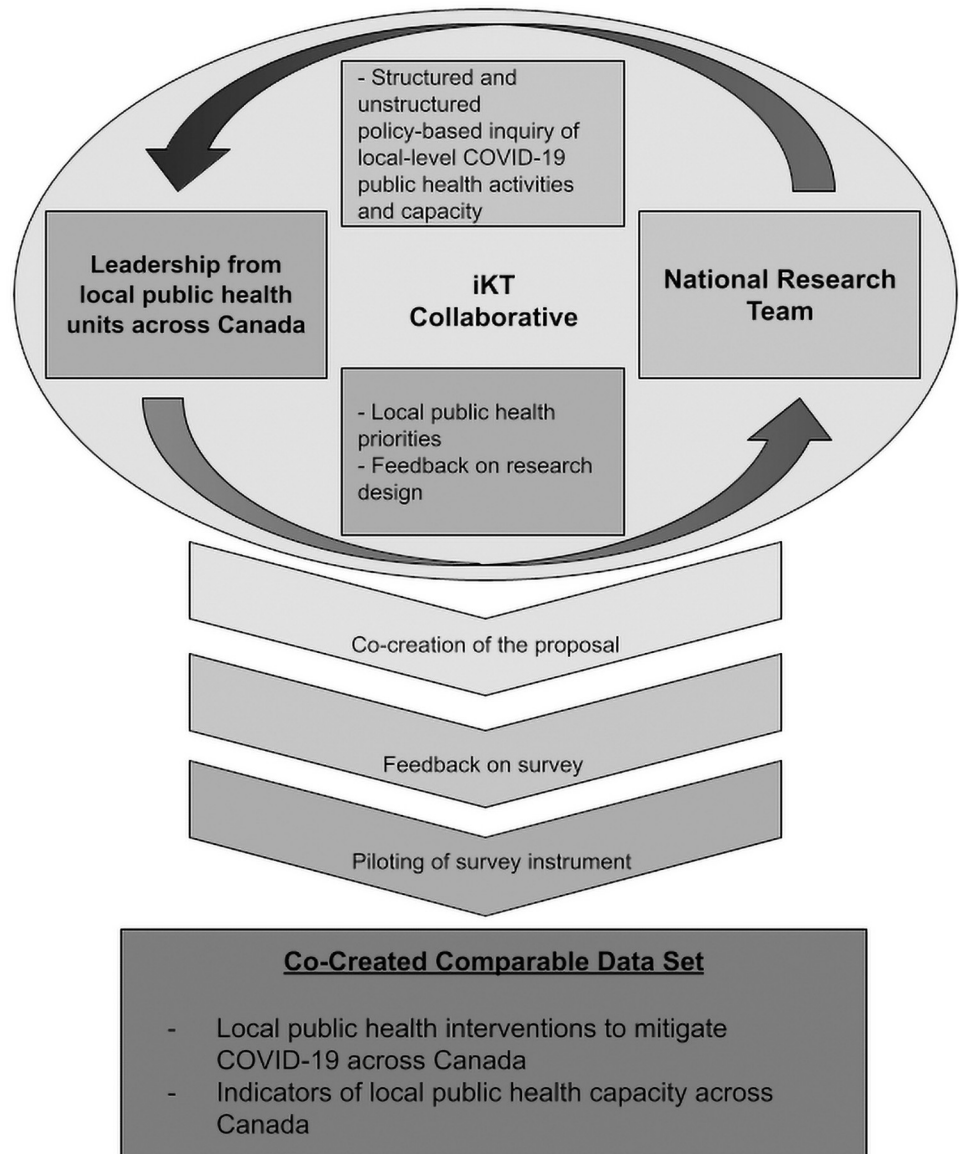 - Structured and
unstructured
policy-based inquiry of
local-level COVID-19
public health activities
and capacity
Leadership from
local public health
units across Canada
iKT
Collaborative
National Research
Team
- Local public health
priorities
- Feedback on research
design
Co-creation of the proposal
Feedback on survey
Piloting of survey instrument
Co-Created Comparable Data Set
- Local public health interventions to mitigate
COVID-19 across Canada
- Indicators of local public health capacity across
Canada